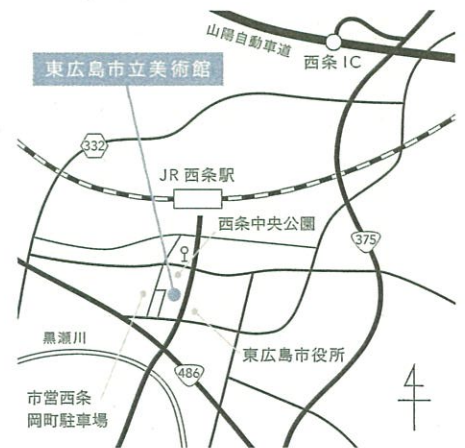 山陽自動車道
西条IC
東広島市立美術館
332
JR 西条駅
西条中央公園
375
東広島市役所
黒瀬川
486
市営西条
岡町駐車場